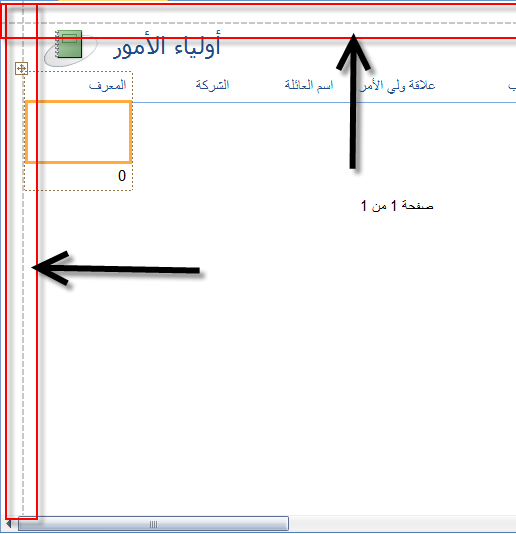 أولياء الأمور
المعرف الشركة اسم العائلة علاقة ولي الأمر
0
صفحة 1 من 1